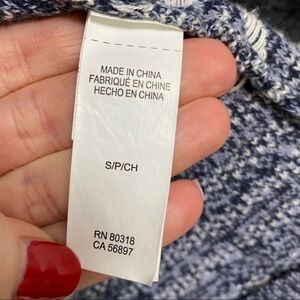 MADE IN CHINA
FABRIQUÉ EN CHINE
HECHO EN CHINA
S/P/CH
RN 80318
CA 56897